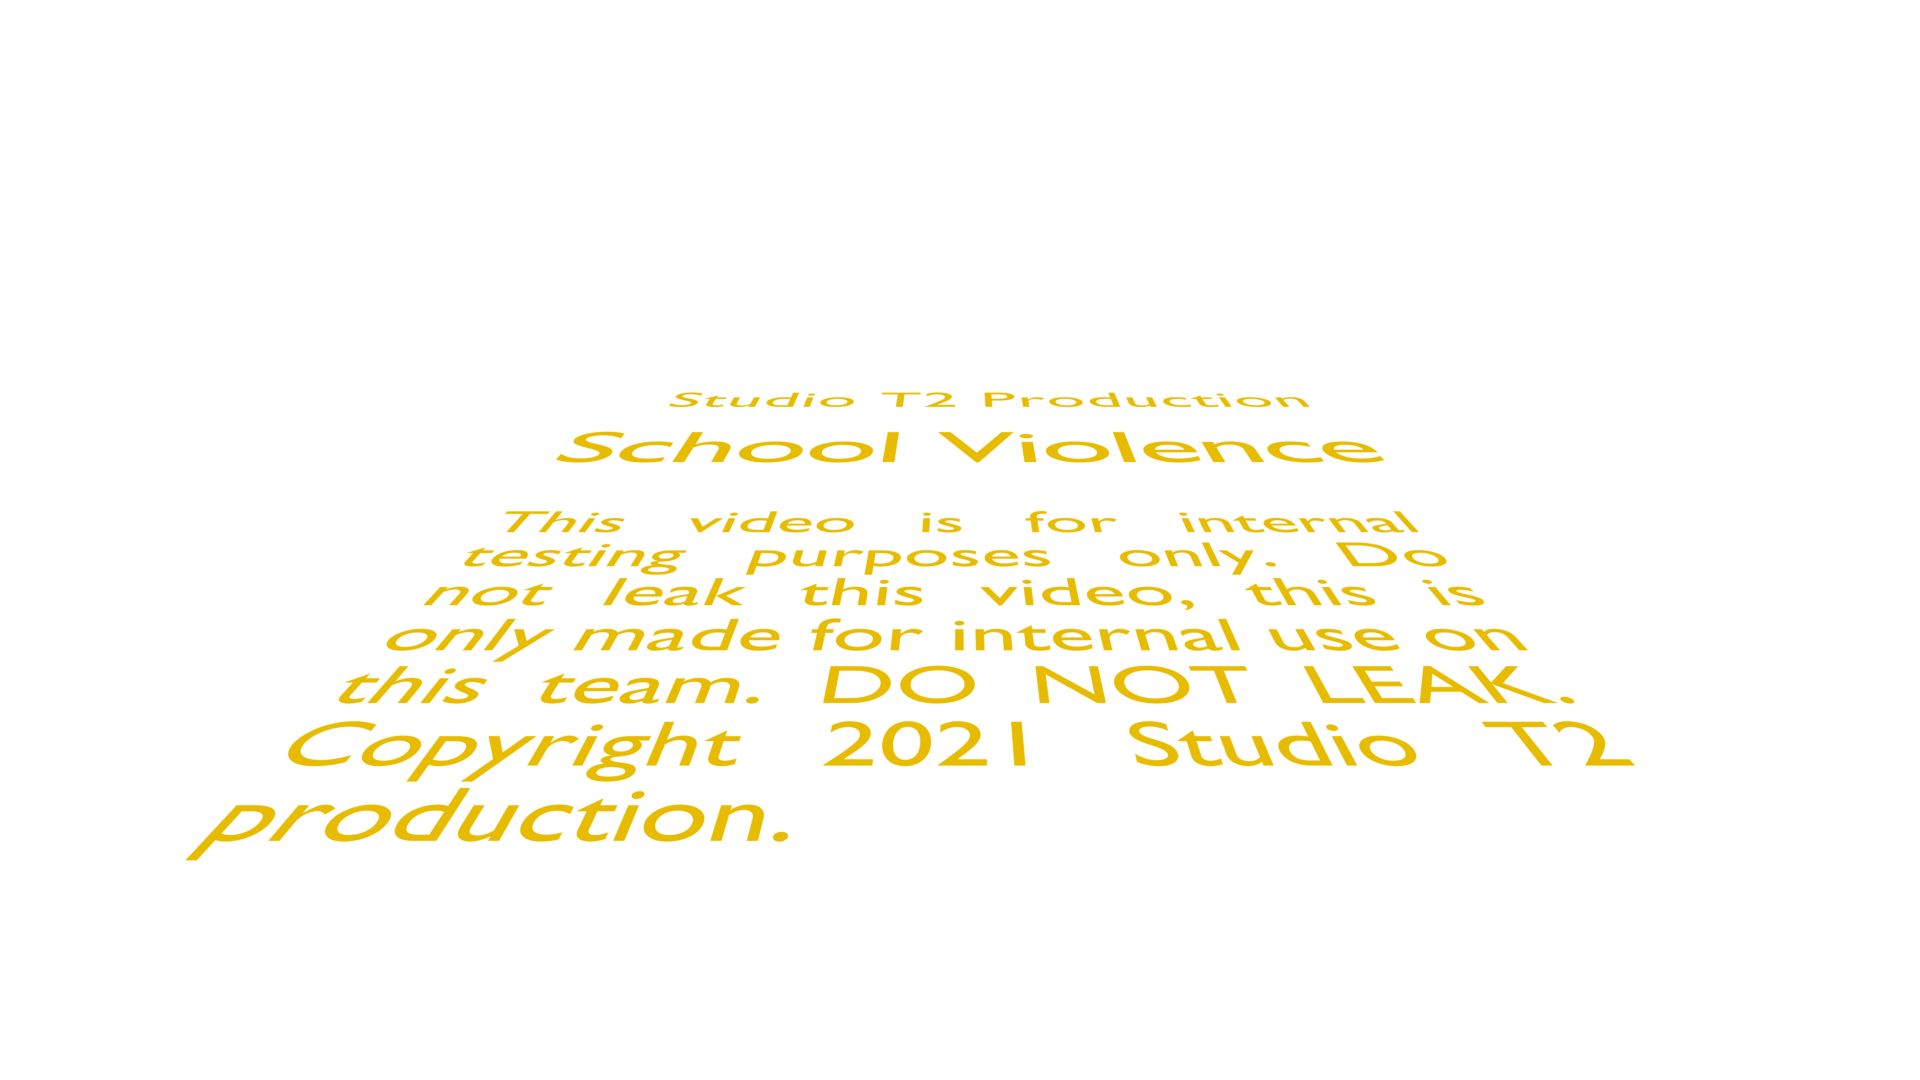 Studio T2 Production
School Violence
This video is for internal
testing purposes only. Do
not leak this video, this is
only made for internal use on
this team. DO NOT LEAK.
Copyright 2021 Studio T2
production.